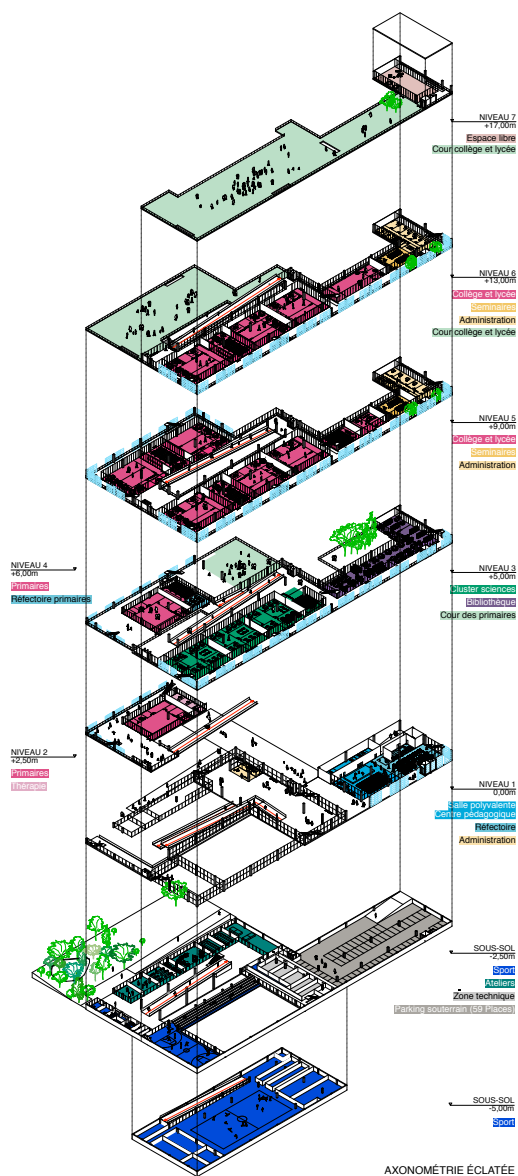 NIVEAU 7
+17,00m
Espace libre
Cour collège et lycée
NIVEAU 6
+13,00m
Collège et lycée
Seminaires
Administration
Cour collège et lycée
NIVEAU 5
+9,00m
Collège et lycée
Seminaires
Administration
NIVEAU 4
+6,00m
Primaires
Réfectoire primaires
NIVEAU 3
+5,00m
Cluster sciences
Bibliothèque
Cour des primaires
NIVEAU 2
+2,50m
Primaires
Thérapie
NIVEAU 1
0,00m
Salle polyvalente
Centre pédagogique
Réfectoire
Administration
SOUS-SOL
-2,50m
Sport
Ateliers
Zone technique
Parking souterrain (59 Places)
SOUS-SOL
-5,00m
Sport
AXONOMÉTRIE ÉCLATÉE